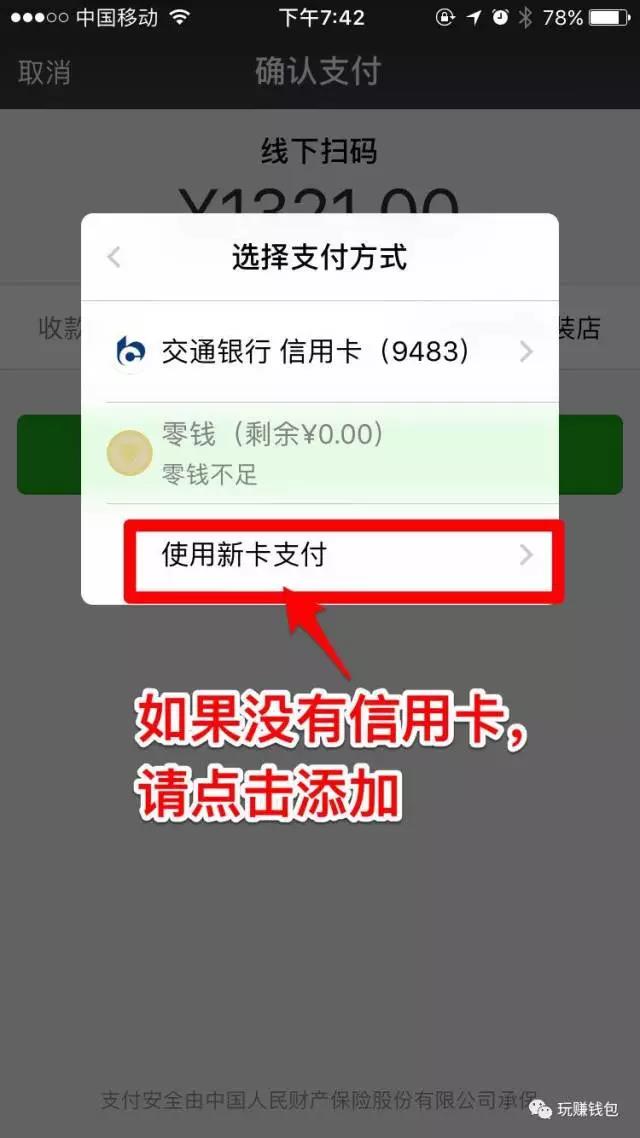 中国移动 下午7:42 78%
取消 确认支付
线下扫码
¥1321.00
选择支付方式
收款 装店
交通银行 信用卡（9483）
零钱（剩余¥0.00）
零钱不足
使用新卡支付
如果没有信用卡，
请点击添加
支付安全由中国人民财产保险股份有限公司承保
玩赚钱包